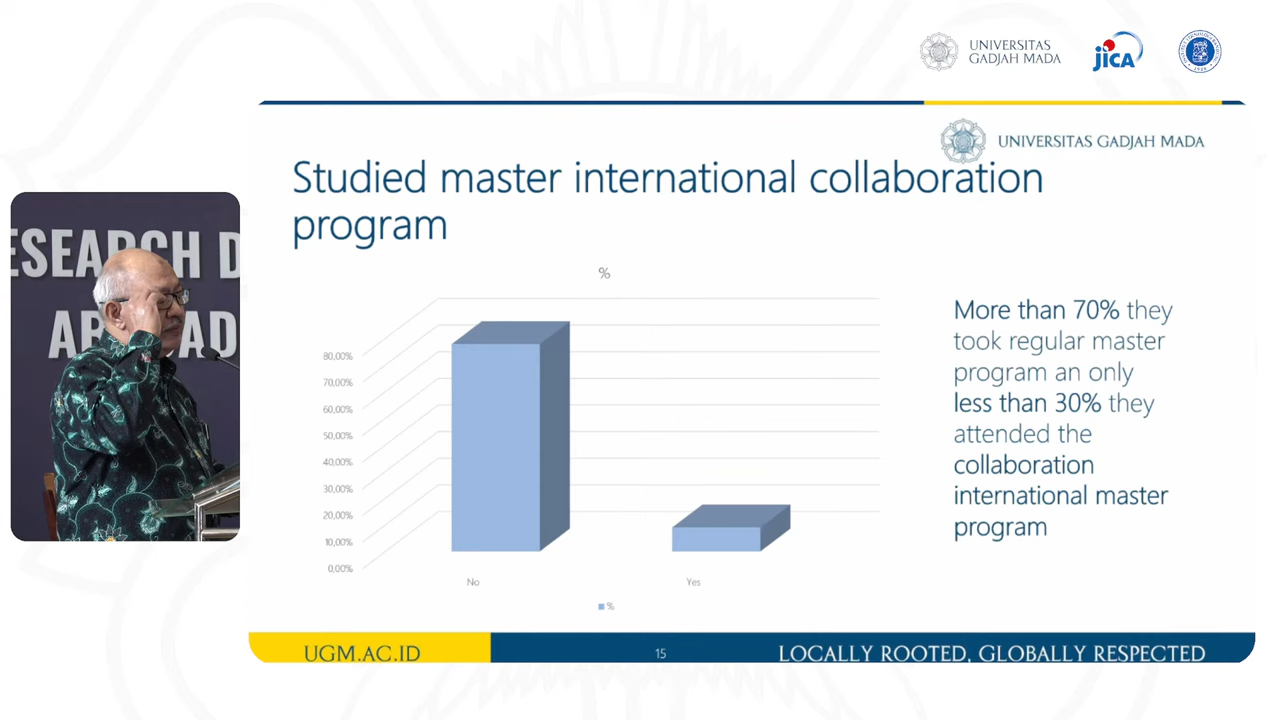 UNIVERSITAS
GADJAH MADA
JICA
UNIVERSITAS GADJAH MADA
Studied master international collaboration
program
ESEARCH D
AB
AD
%
80,00%
70,00%
60,00%
50,00%
40,00%
30,00%
20,00%
10,00%
0,00%
No
Yes
%
More than 70% they
took regular master
program an only
less than 30% they
attended the
collaboration
international master
program
UGM.AC.ID
15
LOCALLY ROOTED, GLOBALLY RESPECTED